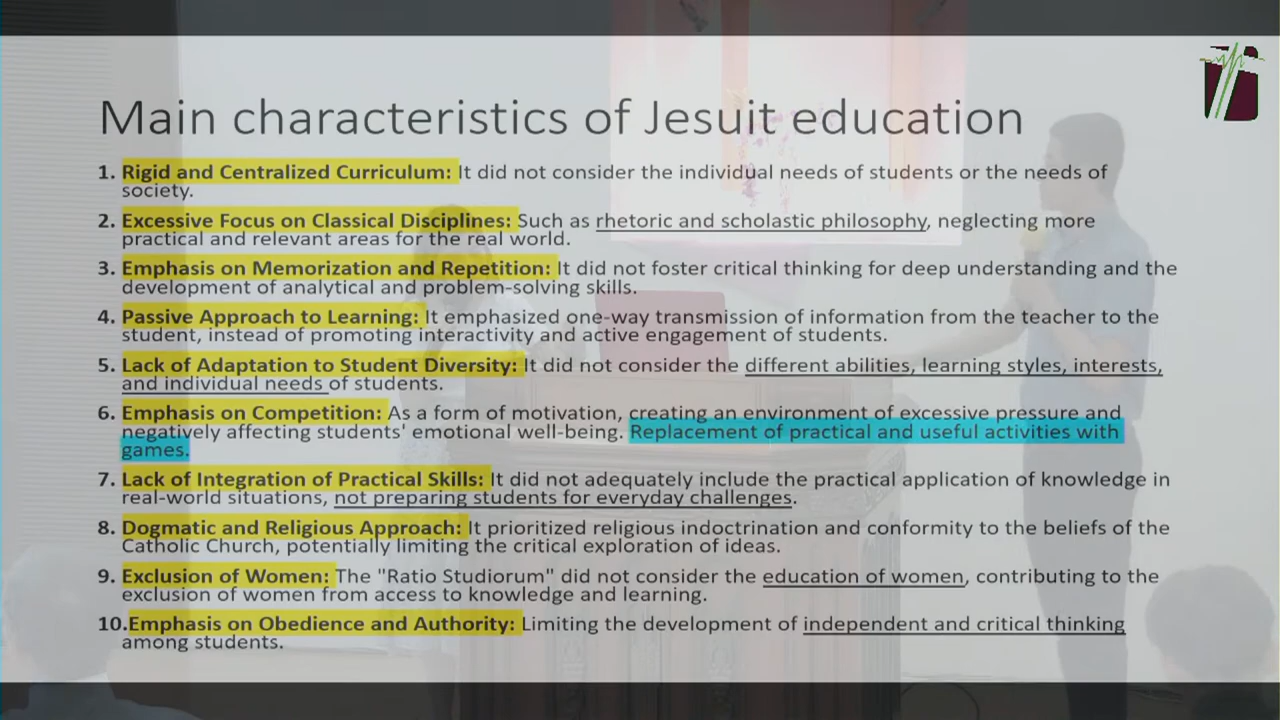 Main characteristics of Jesuit education
1. Rigid and Centralized Curriculum: It did not consider the individual needs of students or the needs of
society.
2. Excessive Focus on Classical Disciplines: Such as rhetoric and scholastic philosophy, neglecting more
practical and relevant areas for the real world.
3. Emphasis on Memorization and Repetition: It did not foster critical thinking for deep understanding and the
development of analytical and problem-solving skills.
4. Passive Approach to Learning: It emphasized one-way transmission of information from the teacher to the
student, instead of promoting interactivity and active engagement of students.
5. Lack of Adaptation to Student Diversity: It did not consider the different abilities, learning styles, interests,
and individual needs of students.
6. Emphasis on Competition: As a form of motivation, creating an environment of excessive pressure and
negatively affecting students' emotional well-being. Replacement of practical and useful activities with
games.
7. Lack of Integration of Practical Skills: It did not adequately include the practical application of knowledge in
real-world situations, not preparing students for everyday challenges.
8. Dogmatic and Religious Approach: It prioritized religious indoctrination and conformity to the beliefs of the
Catholic Church, potentially limiting the critical exploration of ideas.
9. Exclusion of Women: The "Ratio Studiorum" did not consider the education of women, contributing to the
exclusion of women from access to knowledge and learning.
10.Emphasis on Obedience and Authority: Limiting the development of independent and critical thinking
among students.